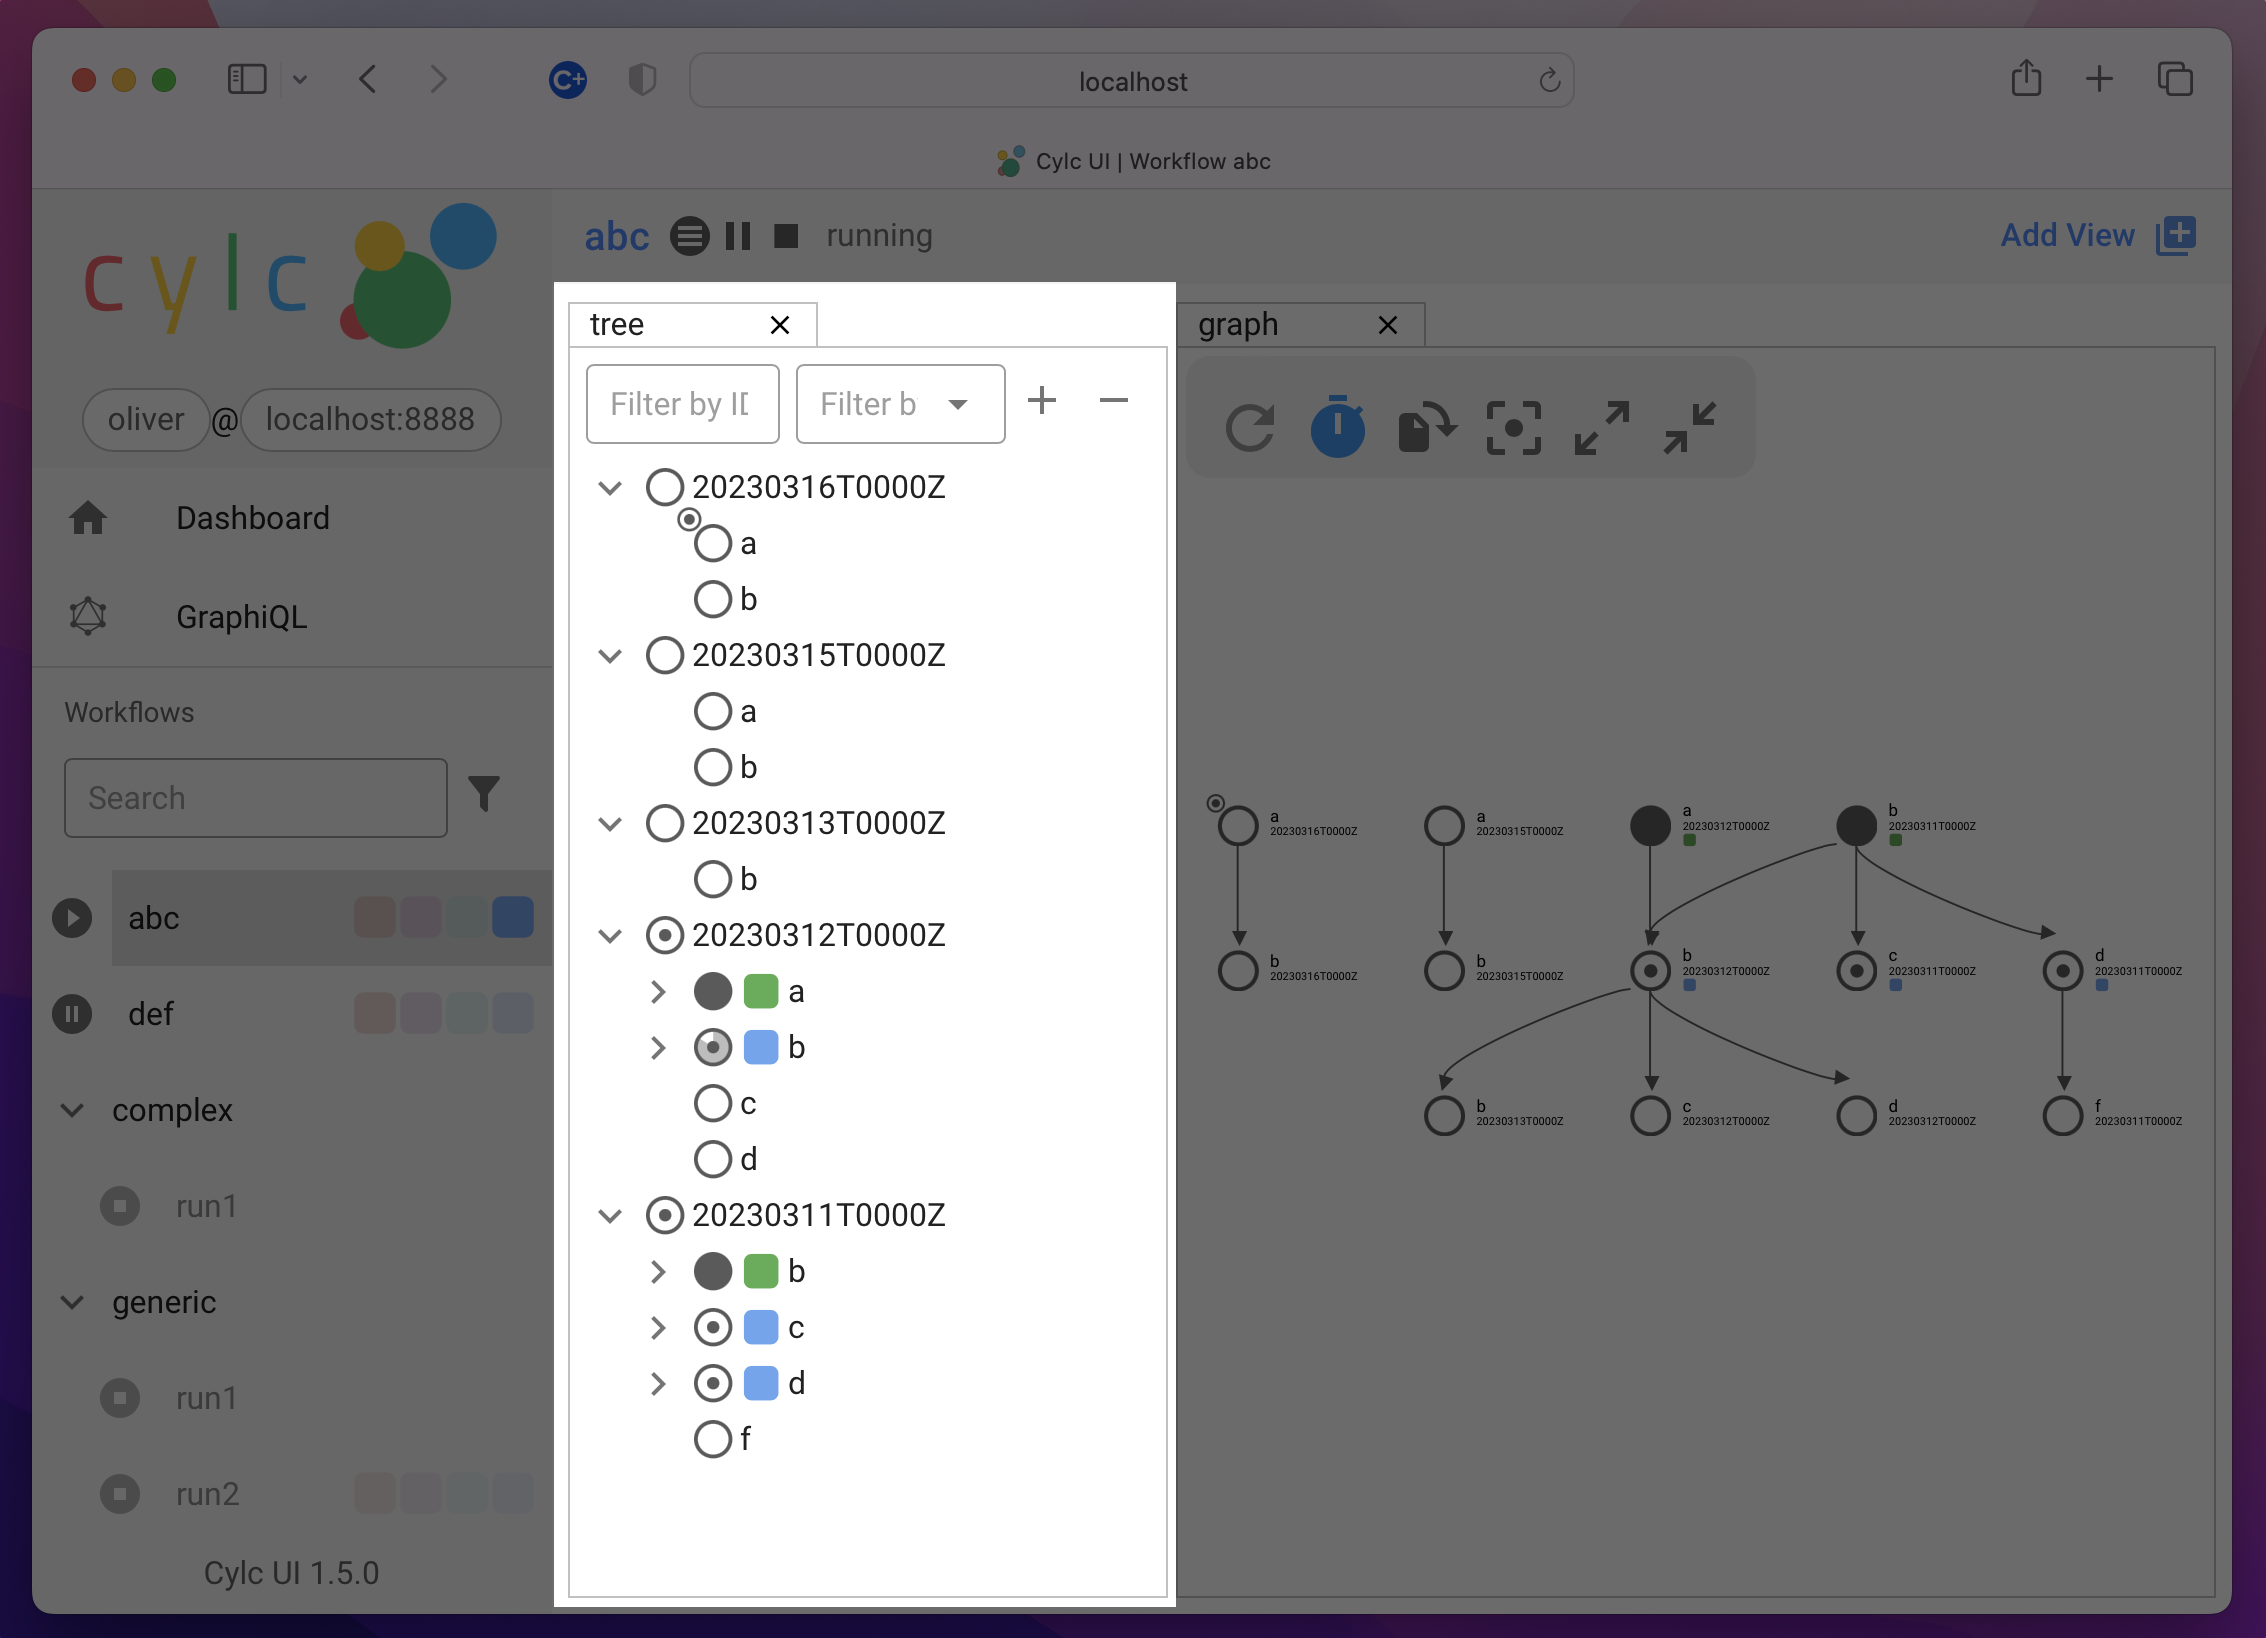 localhost
Cylc UI | Workflow abc
cylc
abc running
Add View
oliver@localhost:8888
Dashboard
GraphiQL
Workflows
Search
abc
def
complex
run1
generic
run1
run2
Cylc UI 1.5.0
tree
Filter by ID
Filter b
20230316T0000Z
a
b
20230315T0000Z
a
b
20230313T0000Z
b
20230312T0000Z
a
b
c
d
20230311T0000Z
b
c
d
f
graph
a
20230316T0000Z
a
20230315T0000Z
a
20230312T0000Z
b
20230311T0000Z
b
20230316T0000Z
b
20230315T0000Z
b
20230312T0000Z
c
20230311T0000Z
d
20230311T0000Z
b
20230313T0000Z
c
20230312T0000Z
d
20230312T0000Z
f
20230311T0000Z